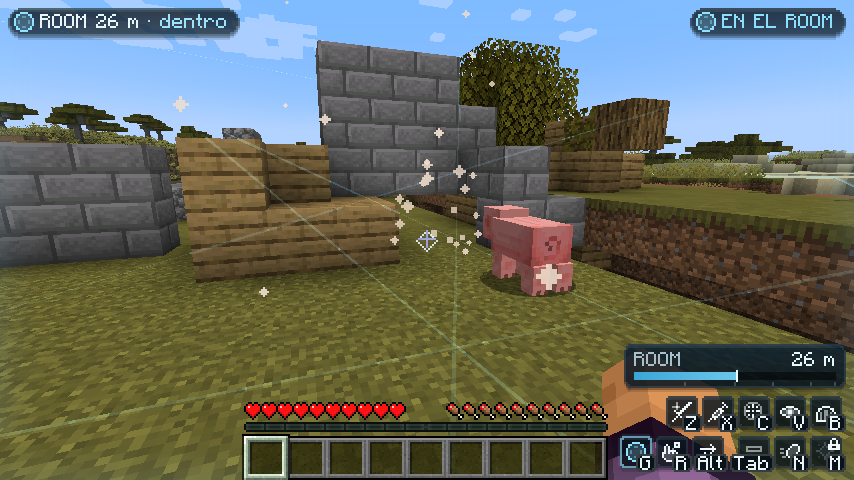 ROOM 26 m · dentro
EN EL ROOM
ROOM 26 m
Z X C V B
G R Alt Tab N M